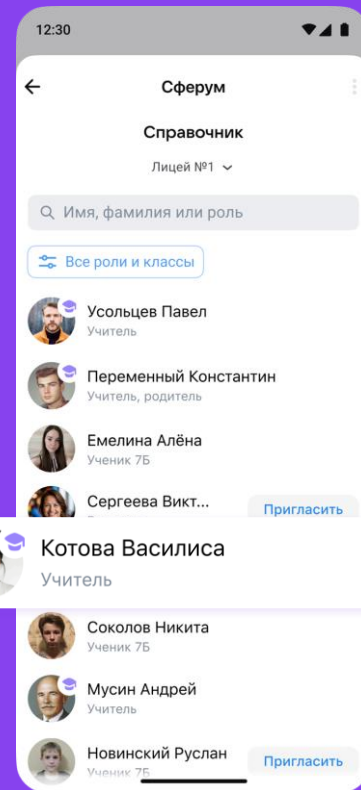 12:30
Сферум
Справочник
Лицей №1
Имя, фамилия или роль
Все роли и классы
Усольцев Павел
Учитель
Переменный Константин
Учитель, родитель
Емелина Алёна
Ученик 7Б
Сергеева Викт...
Пригласить
Котова Василиса
Учитель
Соколов Никита
Ученик 7Б
Мусин Андрей
Учитель
Новинский Руслан
Пригласить
Ученик 7Б